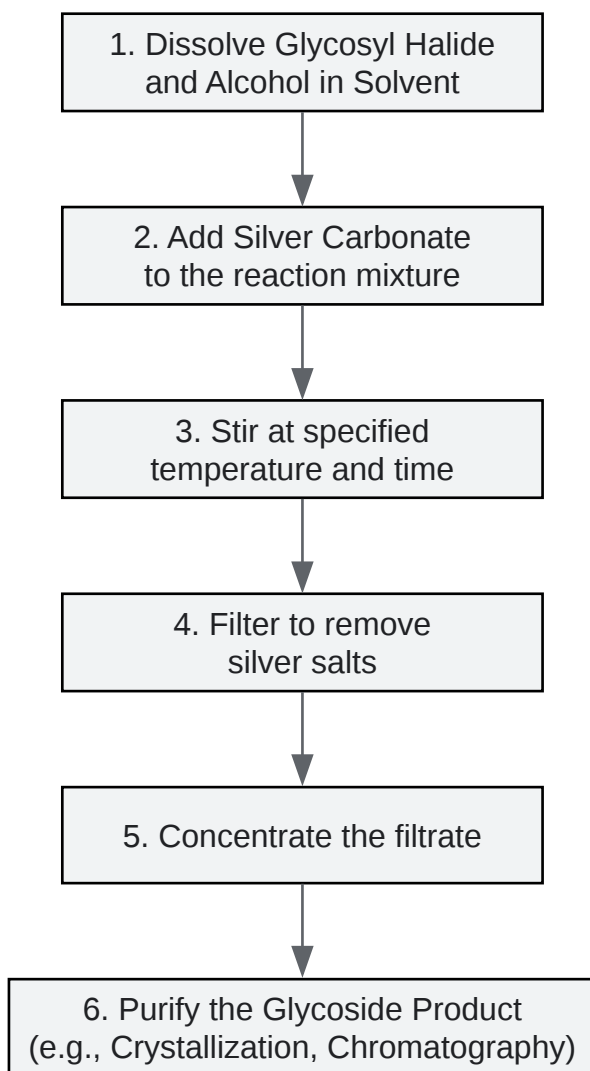 1. Dissolve Glycosyl Halide
and Alcohol in Solvent
2. Add Silver Carbonate
to the reaction mixture
3. Stir at specified
temperature and time
4. Filter to remove
silver salts
5. Concentrate the filtrate
6. Purify the Glycoside Product
(e.g., Crystallization, Chromatography)